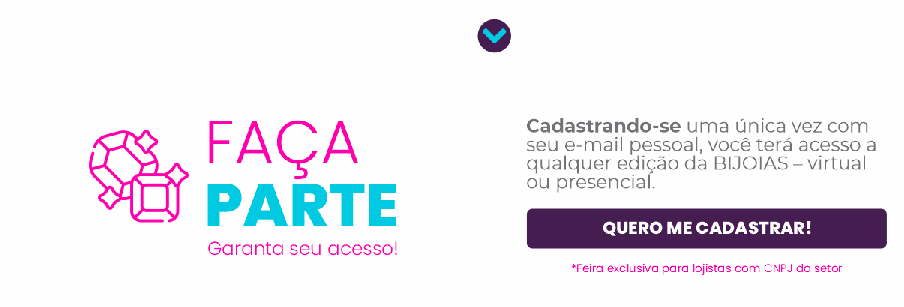 FAÇA
PARTE
Garanta seu acesso!
Cadastrando-se uma única vez com
seu e-mail pessoal, você terá acesso a
qualquer edição da BIJOIAS – virtual
ou presencial.
QUERO ME CADASTRAR!
*Feira exclusiva para lojistas com CNPJ do setor